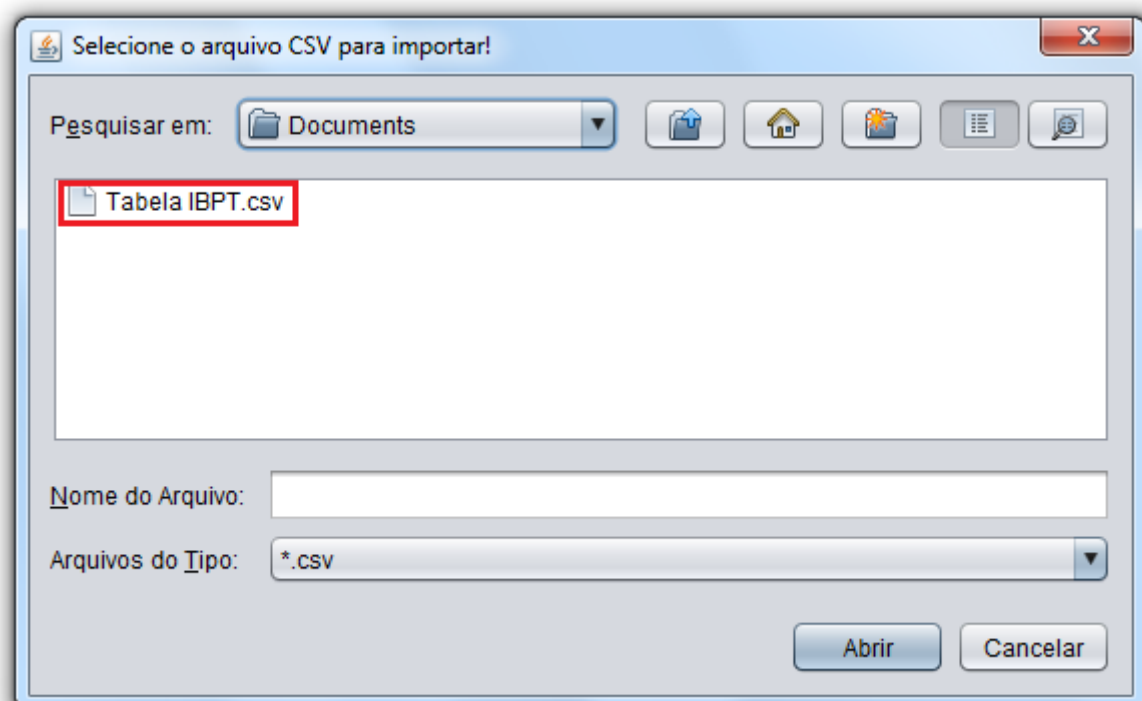 Selecione o arquivo CSV para importar!
Pesquisar em: Documents
Tabela IBPT.csv
Nome do Arquivo:
Arquivos do Tipo: *.csv
Abrir Cancelar